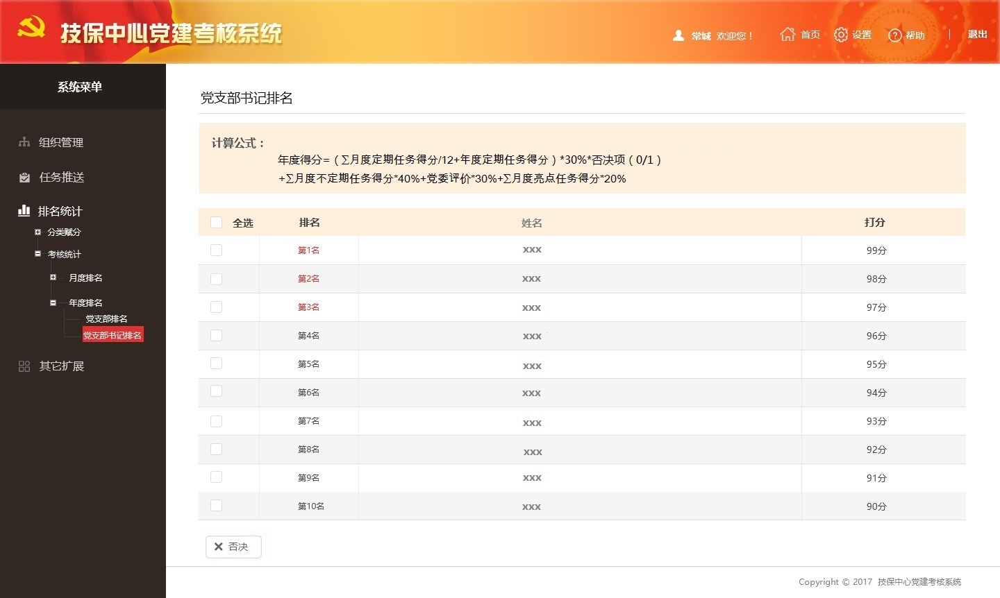 技保中心党建考核系统
常城 欢迎您！ 首页 设置 帮助 退出
系统菜单
组织管理
任务推送
排名统计
分类赋分
考核统计
月度排名
年度排名
党支部排名
党支部书记排名
其它扩展
党支部书记排名
计算公式：
年度得分=（∑月度定期任务得分/12+年度定期任务得分）*30%*否决项（0/1）
+∑月度不定期任务得分*40%+党委评价*30%+∑月度亮点任务得分*20%
全选 排名 姓名 打分
第1名 xxx 99分
第2名 xxx 98分
第3名 xxx 97分
第4名 xxx 96分
第5名 xxx 95分
第6名 xxx 94分
第7名 xxx 93分
第8名 xxx 92分
第9名 xxx 91分
第10名 xxx 90分
否决
Copyright © 2017 技保中心党建考核系统